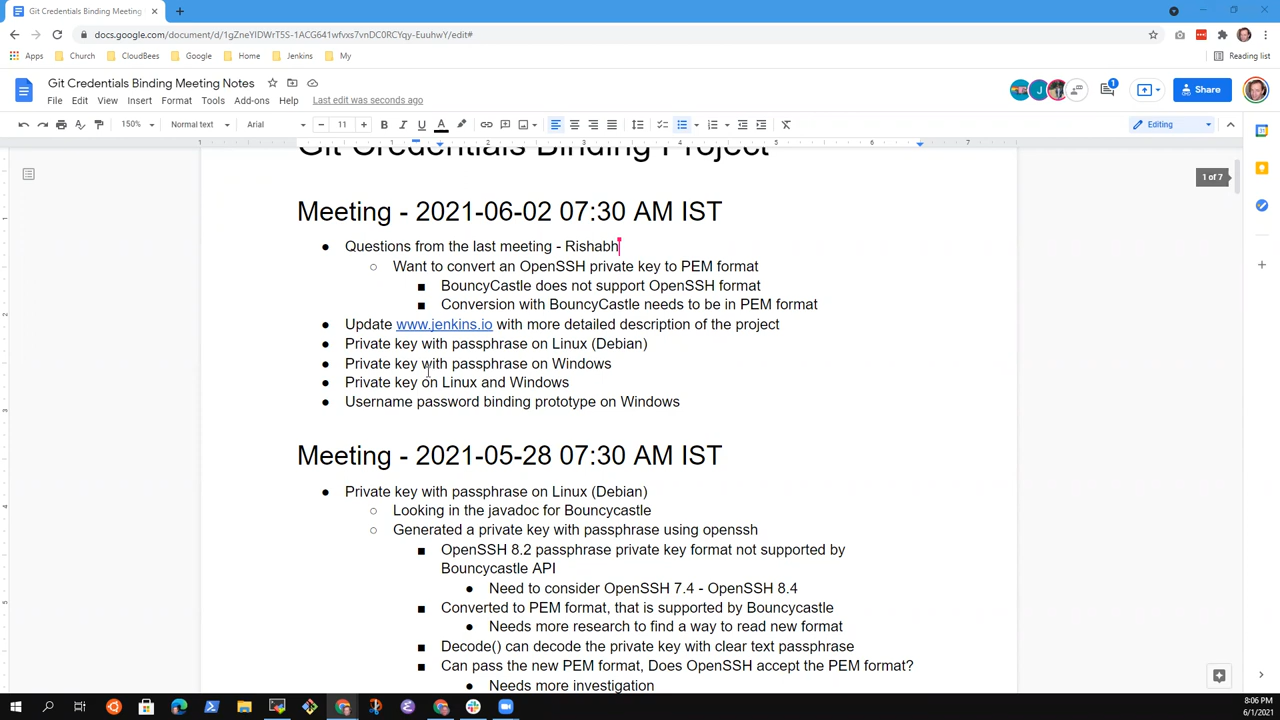 Git Credentials Binding Meeting N
docs.google.com/document/d/1gZneYIDWrT5S-1ACG641wfvxs7vnDC0RCYqy-EuuhwY/edit#
Apps Church CloudBees Google Home Jenkins My Reading list
Git Credentials Binding Meeting Notes
File Edit View Insert Format Tools Add-ons Help Last edit was seconds ago
J 1 Share
150% Normal text Arial 11 Editing
1 1 2 3 4 5 6 7
Git Credentials Binding Project
1 of 7
Meeting - 2021-06-02 07:30 AM IST
● Questions from the last meeting - Rishabh
○ Want to convert an OpenSSH private key to PEM format
■ BouncyCastle does not support OpenSSH format
■ Conversion with BouncyCastle needs to be in PEM format
● Update www.jenkins.io with more detailed description of the project
● Private key with passphrase on Linux (Debian)
● Private key with passphrase on Windows
● Private key on Linux and Windows
● Username password binding prototype on Windows
Meeting - 2021-05-28 07:30 AM IST
● Private key with passphrase on Linux (Debian)
○ Looking in the javadoc for Bouncycastle
○ Generated a private key with passphrase using openssh
■ OpenSSH 8.2 passphrase private key format not supported by
Bouncycastle API
● Need to consider OpenSSH 7.4 - OpenSSH 8.4
■ Converted to PEM format, that is supported by Bouncycastle
● Needs more research to find a way to read new format
■ Decode() can decode the private key with clear text passphrase
■ Can pass the new PEM format, Does OpenSSH accept the PEM format?
● Needs more investigation
8:06 PM
6/1/2021